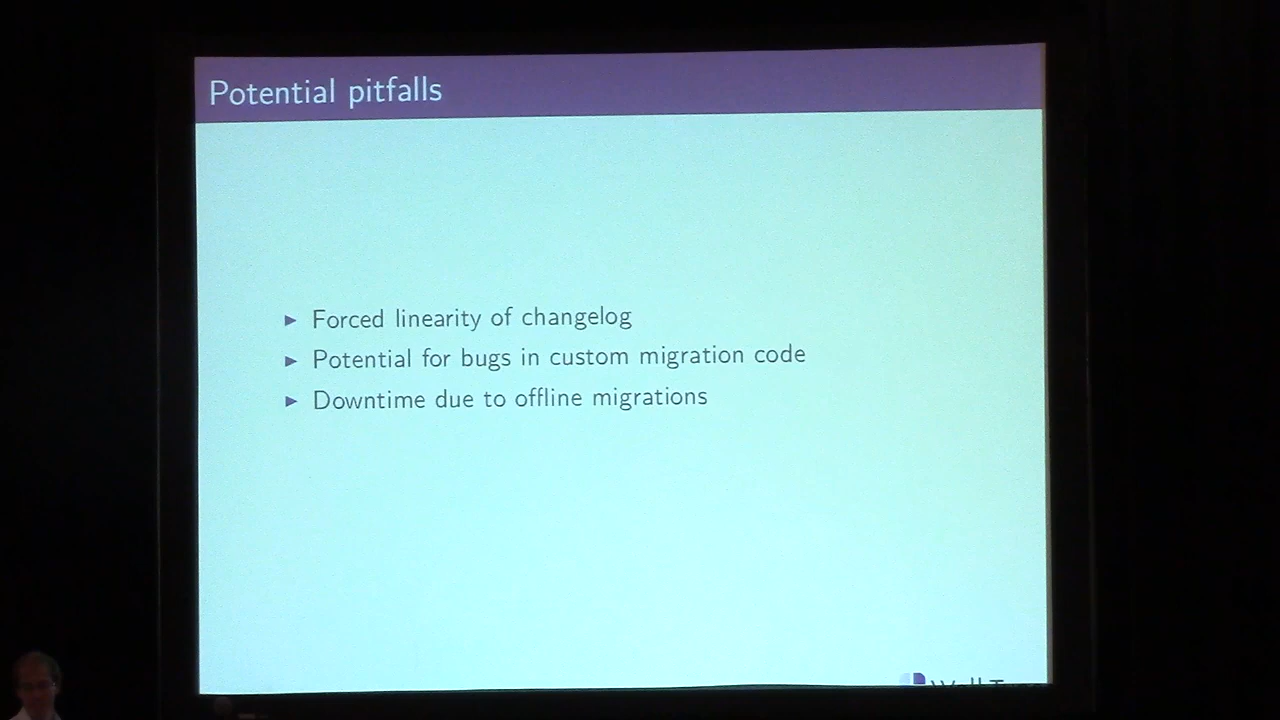 Potential pitfalls
▶ Forced linearity of changelog
▶ Potential for bugs in custom migration code
▶ Downtime due to offline migrations